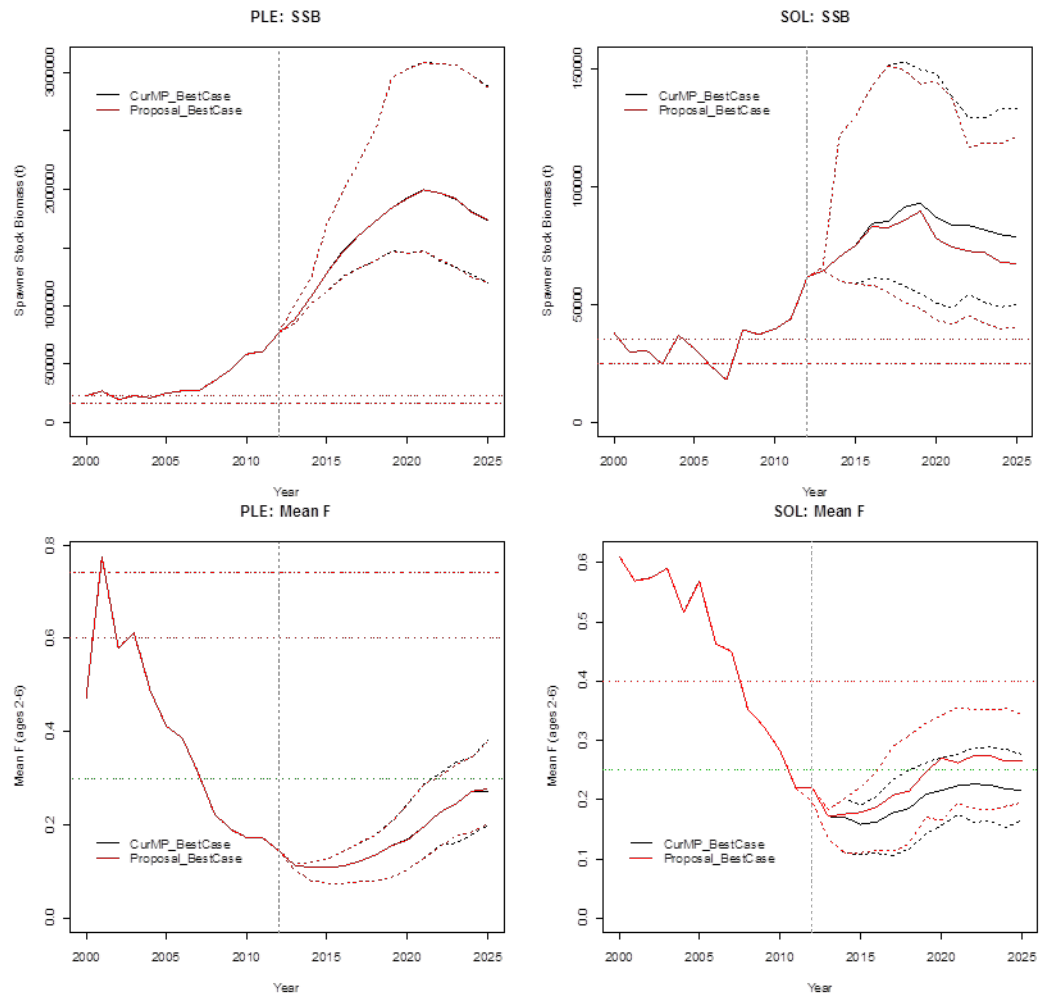 PLE: SSB
3000000
2000000
1000000
500000
0
Spawner Stock Biomass (t)
CurMP_BestCase
Proposal_BestCase
2000 2005 2010 2015 2020 2025
Year
SOL: SSB
150000
100000
50000
0
Spawner Stock Biomass (t)
CurMP_BestCase
Proposal_BestCase
2000 2005 2010 2015 2020 2025
Year
PLE: Mean F
0.8
0.6
0.4
0.2
0.0
Mean F (ages 2-6)
CurMP_BestCase
Proposal_BestCase
2000 2005 2010 2015 2020 2025
Year
SOL: Mean F
0.6
0.5
0.4
0.3
0.2
0.1
0.0
Mean F (ages 2-6)
CurMP_BestCase
Proposal_BestCase
2000 2005 2010 2015 2020 2025
Year